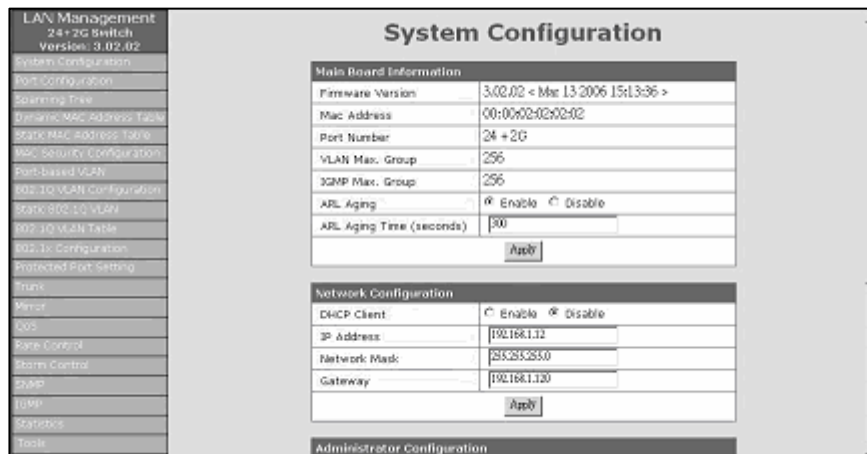 LAN Management
24+2G Switch
Version: 3.02.02
System Configuration
Port Configuration
Spanning Tree
Dynamic MAC Address Table
Static MAC Address Table
MAC Security Configuration
Port-based VLAN
802.1Q VLAN Configuration
Static 802.1Q VLAN
802.1Q VLAN Table
802.1x Configuration
Protected Port Setting
Trunk
Mirror
QOS
Rate Control
Storm Control
SNMP
IGMP
Statistics
Tools
System Configuration
Main Board Information
Firmware Version 3.02.02 < Mar 13 2006 15:13:36 >
Mac Address 00:00:02:02:02:02
Port Number 24 +2G
VLAN Max. Group 256
IGMP Max. Group 256
ARL Aging Enable Disable
ARL Aging Time (seconds) 300
Apply
Network Configuration
DHCP Client Enable Disable
IP Address 192.168.1.12
Network Mask 255.255.255.0
Gateway 192.168.1.120
Apply
Administrator Configuration